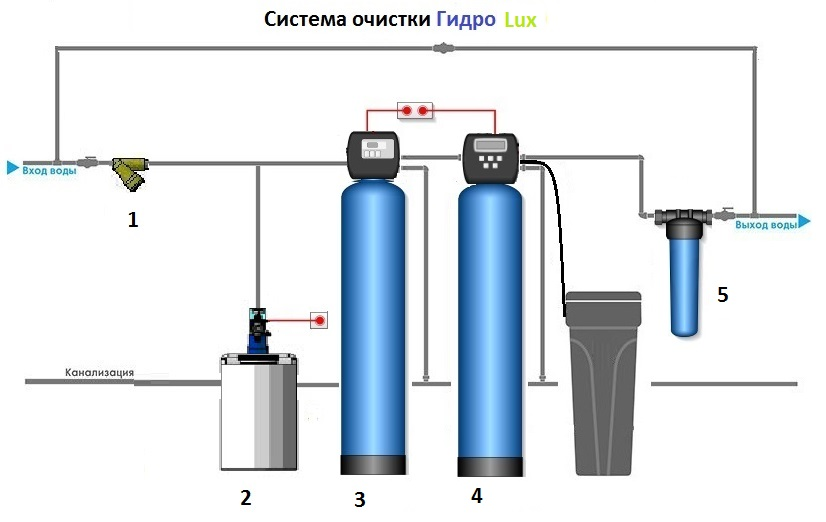 Система очистки Гидро Lux
Вход воды
1
Выход воды
5
Канализация
2
3
4